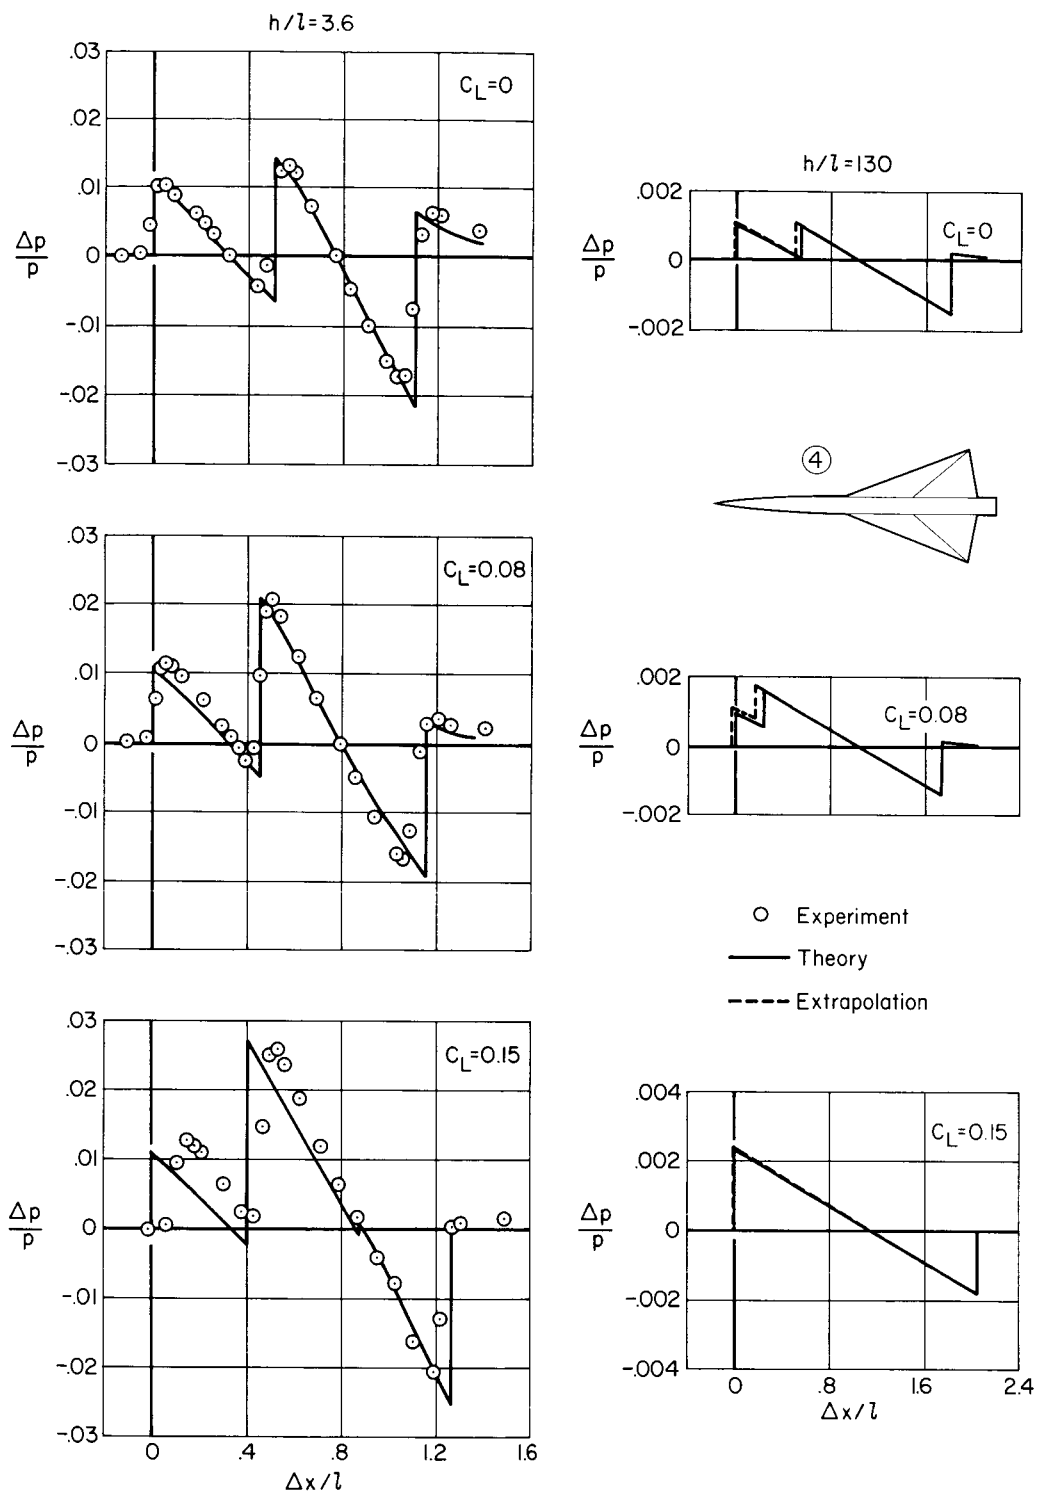 h/l=3.6
.03
.02
.01
0
-.01
-.02
-.03
Δp/p
C_L=0
h/l=130
.002
0
-.002
Δp/p
C_L=0
4
.03
.02
.01
0
-.01
-.02
-.03
Δp/p
C_L=0.08
.002
0
-.002
Δp/p
C_L=0.08
Experiment
Theory
Extrapolation
.03
.02
.01
0
-.01
-.02
-.03
Δp/p
C_L=0.15
0 .4 .8 1.2 1.6
Δx/l
.004
.002
0
-.002
-.004
Δp/p
C_L=0.15
0 .8 1.6 2.4
Δx/l